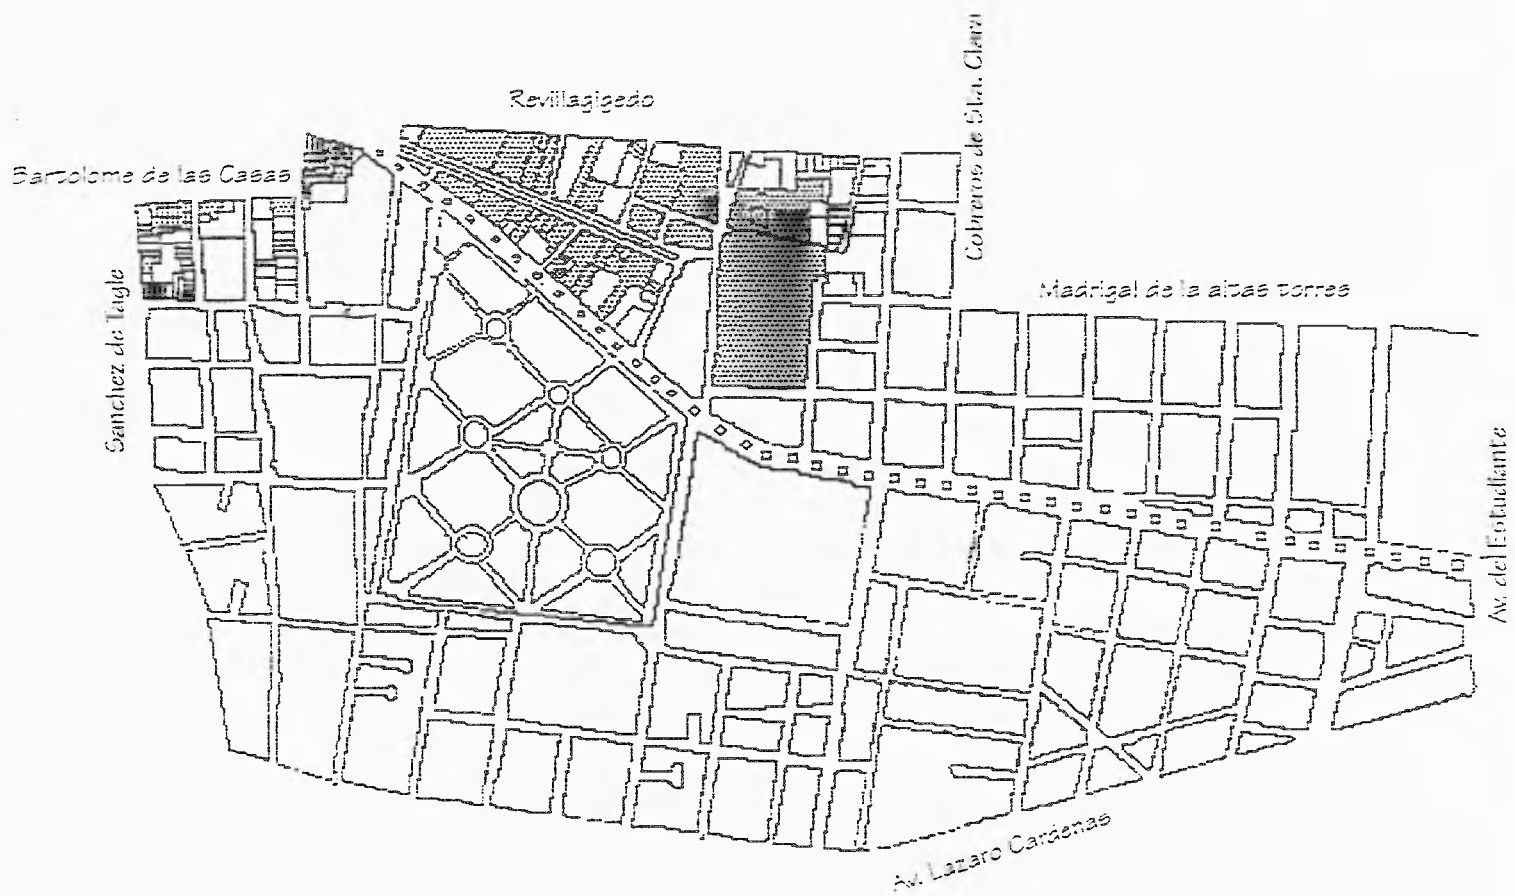 Cobreros de Sta. Clara
Revillagigedo
Bartolome de las Casas
Madrigal de la altas torres
Sanchez de Tagle
Av. del Estudiante
Av. Lazaro Cardenas